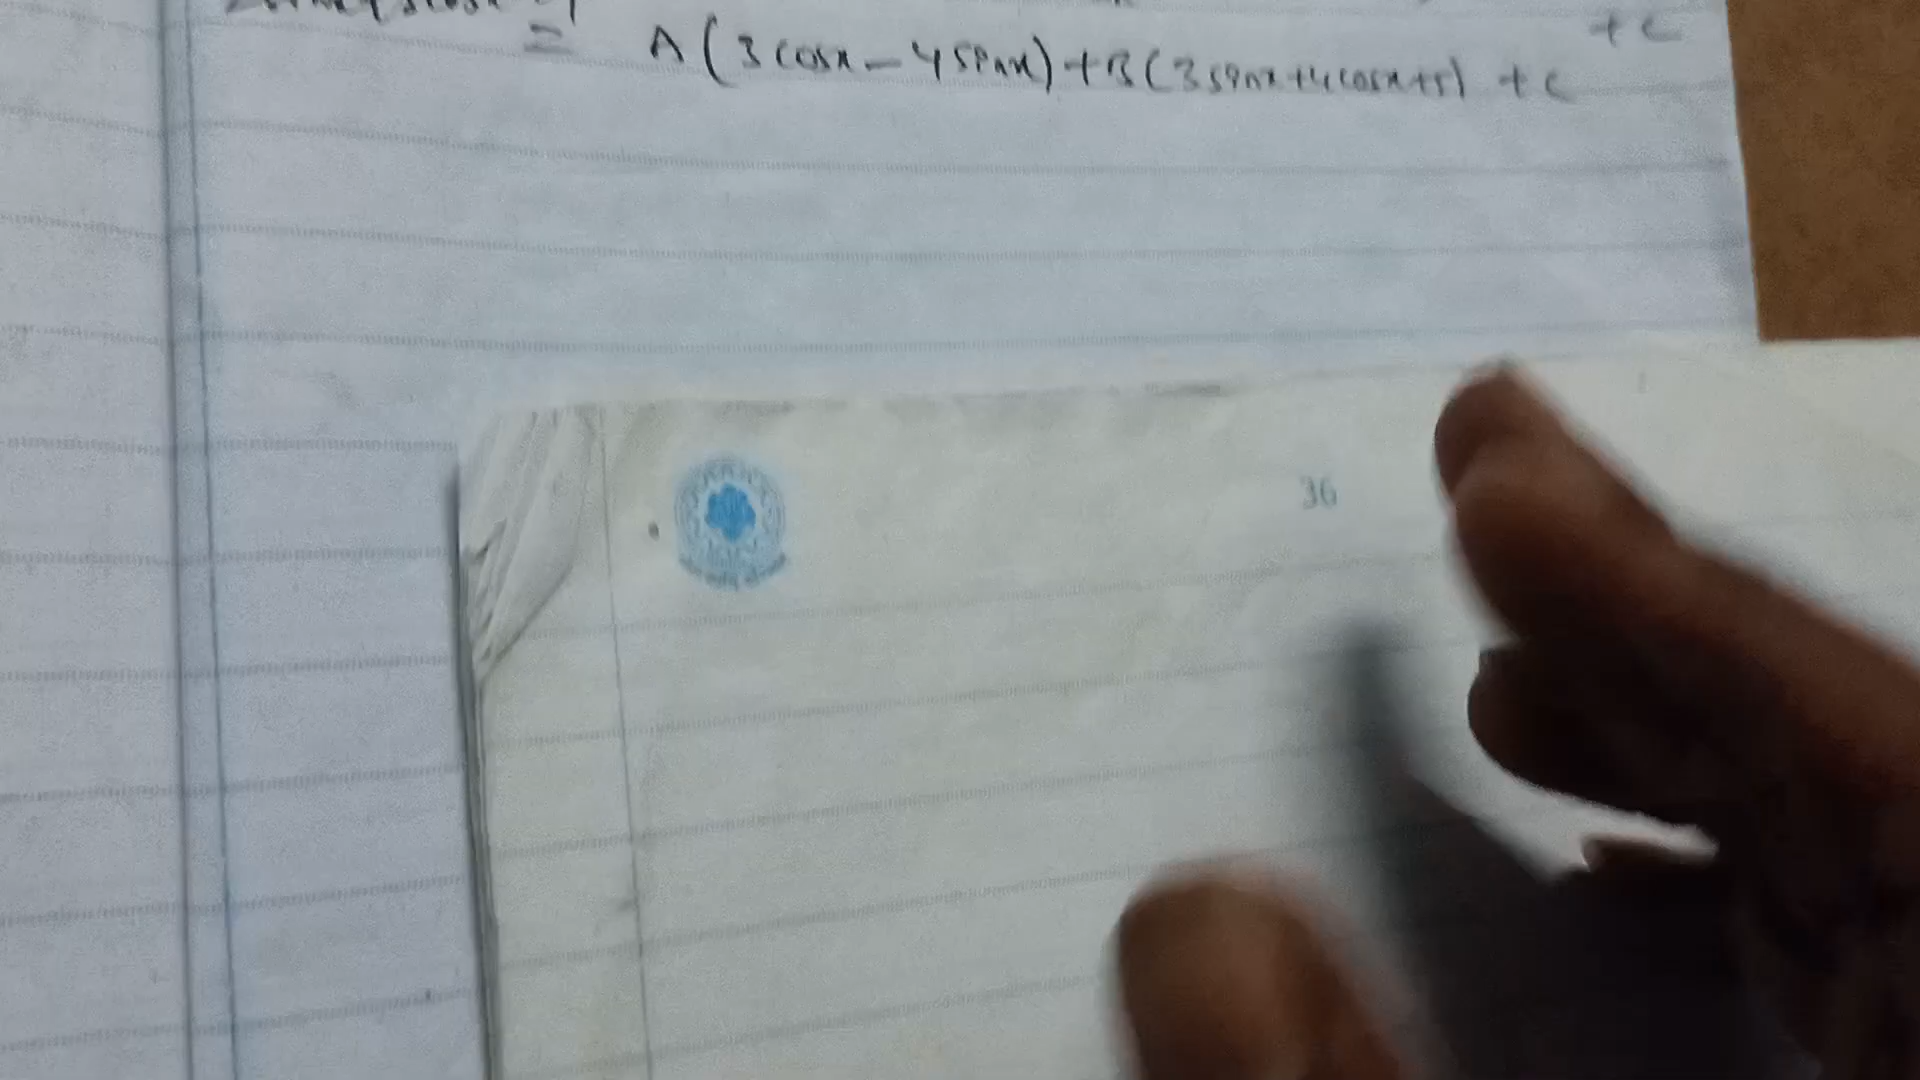 + C
= A(3cosx - 4sinx) + B(3sinx+4cosx+5) + C
36